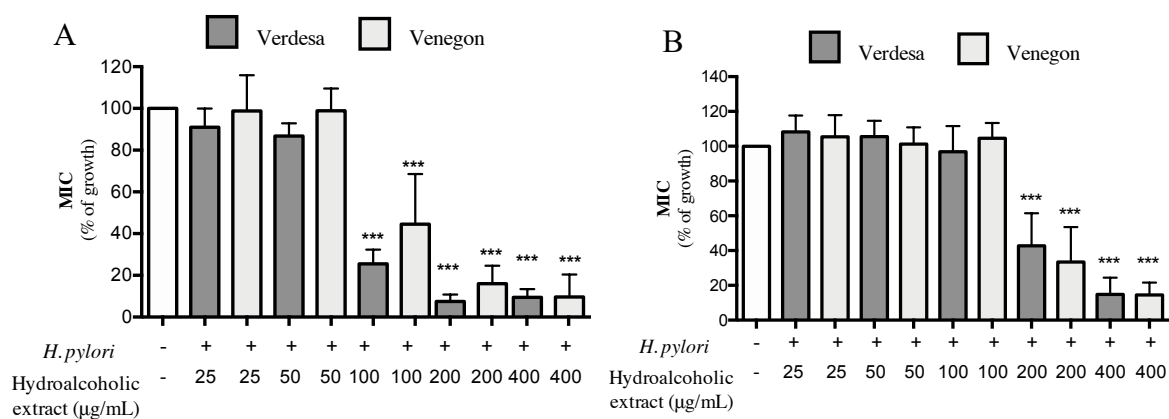 A
Verdesa Venegon
120
100
80
60
40
20
0
MIC
(% of growth)
*** *** *** *** *** ***
H. pylori - + + + + + + + + + +
Hydroalcoholic
extract (μg/mL) - 25 25 50 50 100 100 200 200 400 400
B
Verdesa Venegon
140
120
100
80
60
40
20
0
MIC
(% of growth)
*** *** *** ***
H. pylori - + + + + + + + + + +
Hydroalcoholic
extract (μg/mL) - 25 25 50 50 100 100 200 200 400 400